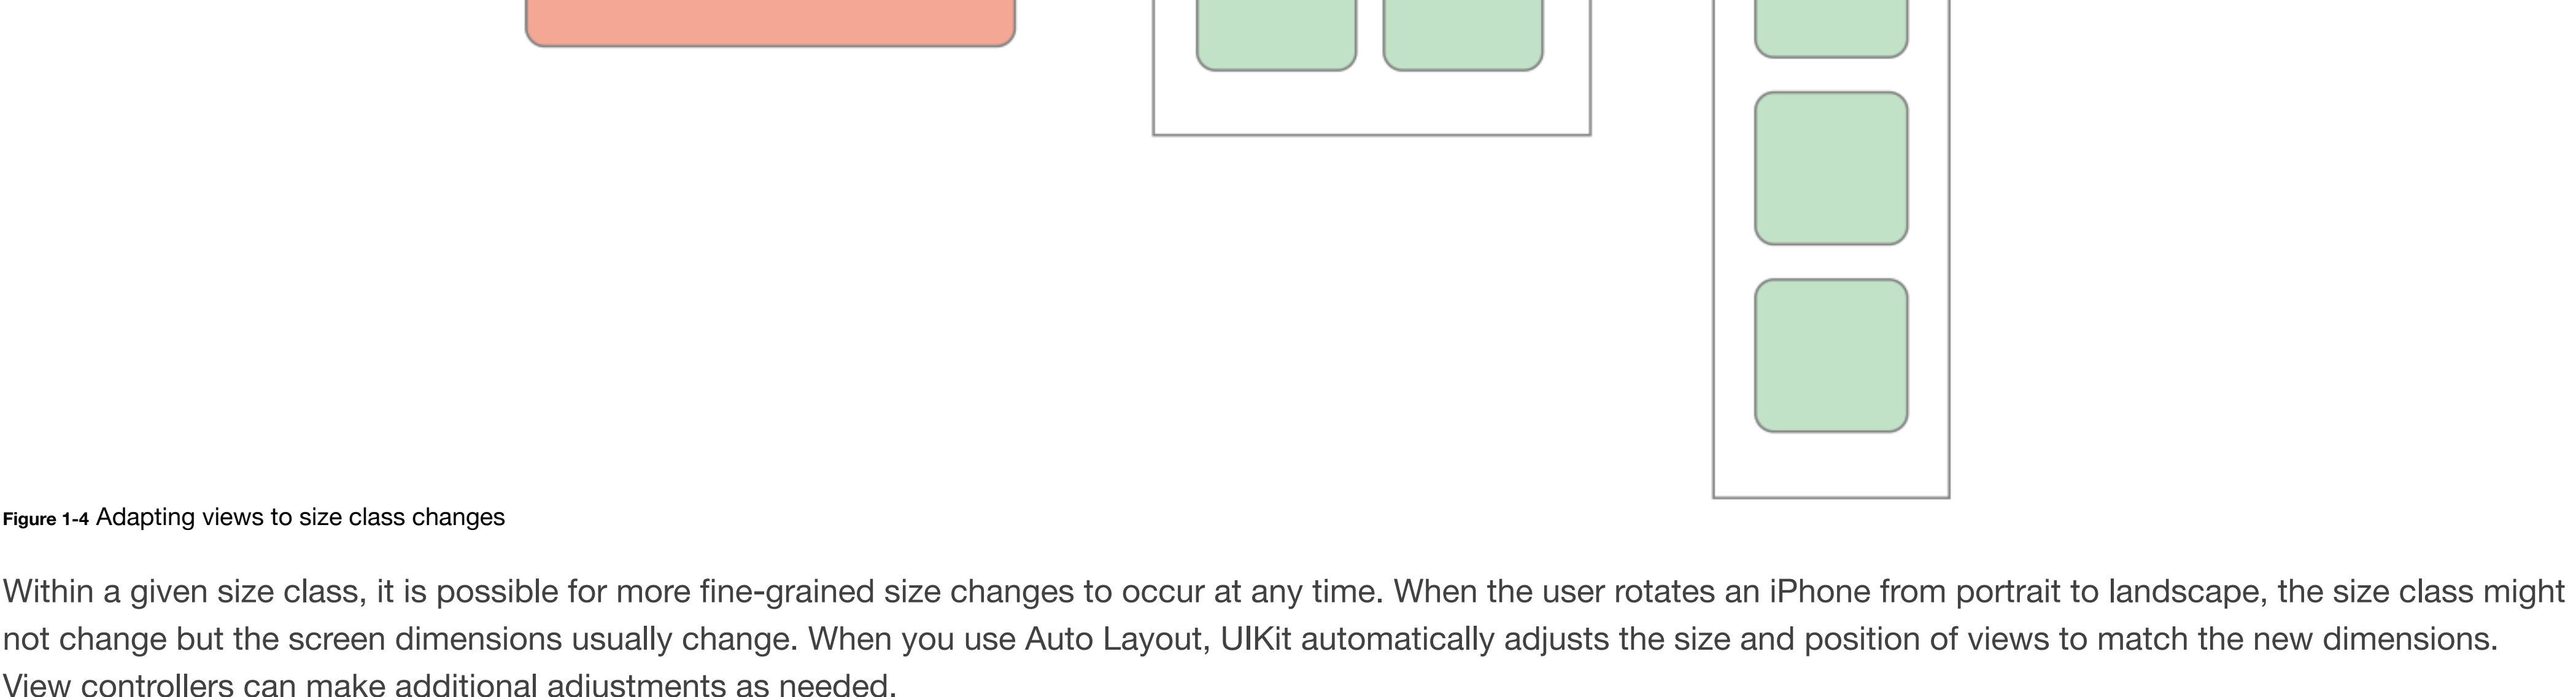 Figure 1-4 Adapting views to size class changes
Within a given size class, it is possible for more fine-grained size changes to occur at any time. When the user rotates an iPhone from portrait to landscape, the size class might
not change but the screen dimensions usually change. When you use Auto Layout, UIKit automatically adjusts the size and position of views to match the new dimensions.
View controllers can make additional adjustments as needed.